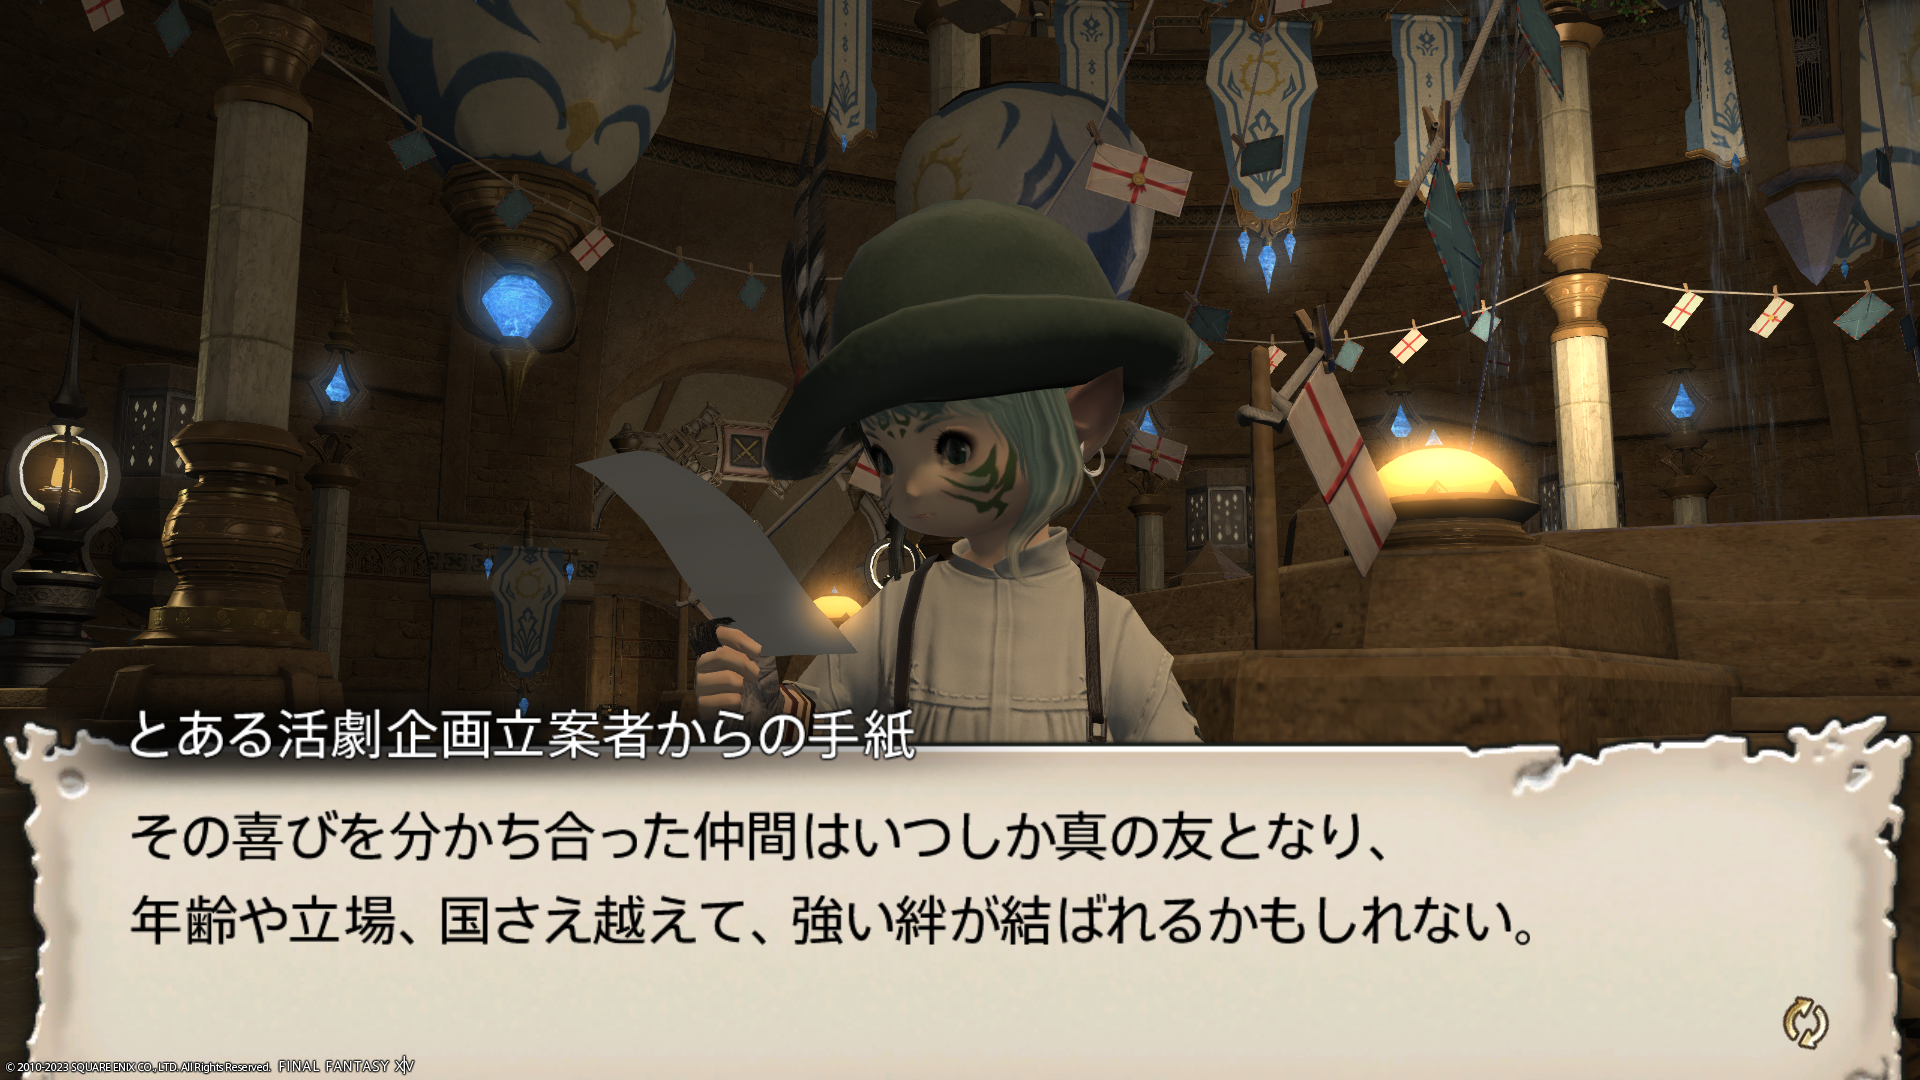 とある活劇企画立案者からの手紙
その喜びを分かち合った仲間はいつしか真の友となり、
年齢や立場、国さえ越えて、強い絆が結ばれるかもしれない。
© 2010-2023 SQUARE ENIX CO., LTD. All Rights Reserved. FINAL FANTASY XIV